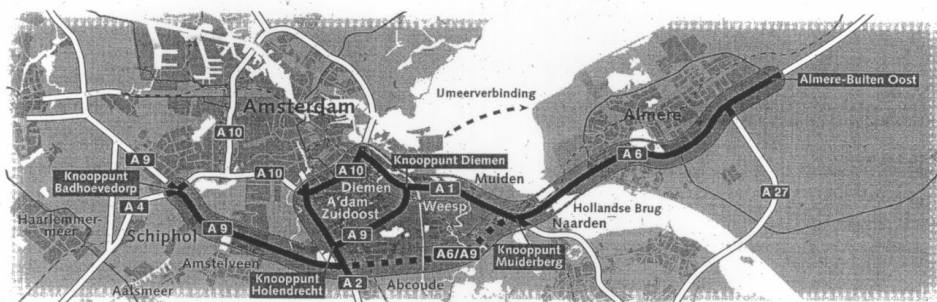 IJmeerverbinding
Almere-Buiten Oost
Amsterdam
Almere
A 10
A 9
Knooppunt Diemen
A 6
Knooppunt
Badhoevedorp
A 10
A 10
Diemen
A 1
Muiden
A 27
A 4
A'dam-
Zuidoost
Weesp
Hollandse Brug
Haarlemmer-
meer
A 9
Naarden
Schiphol
A 9
A6/A9
Knooppunt
Muiderberg
Amstelveen
Knooppunt
Holendrecht
A 2
Abcoude
Aalsmeer